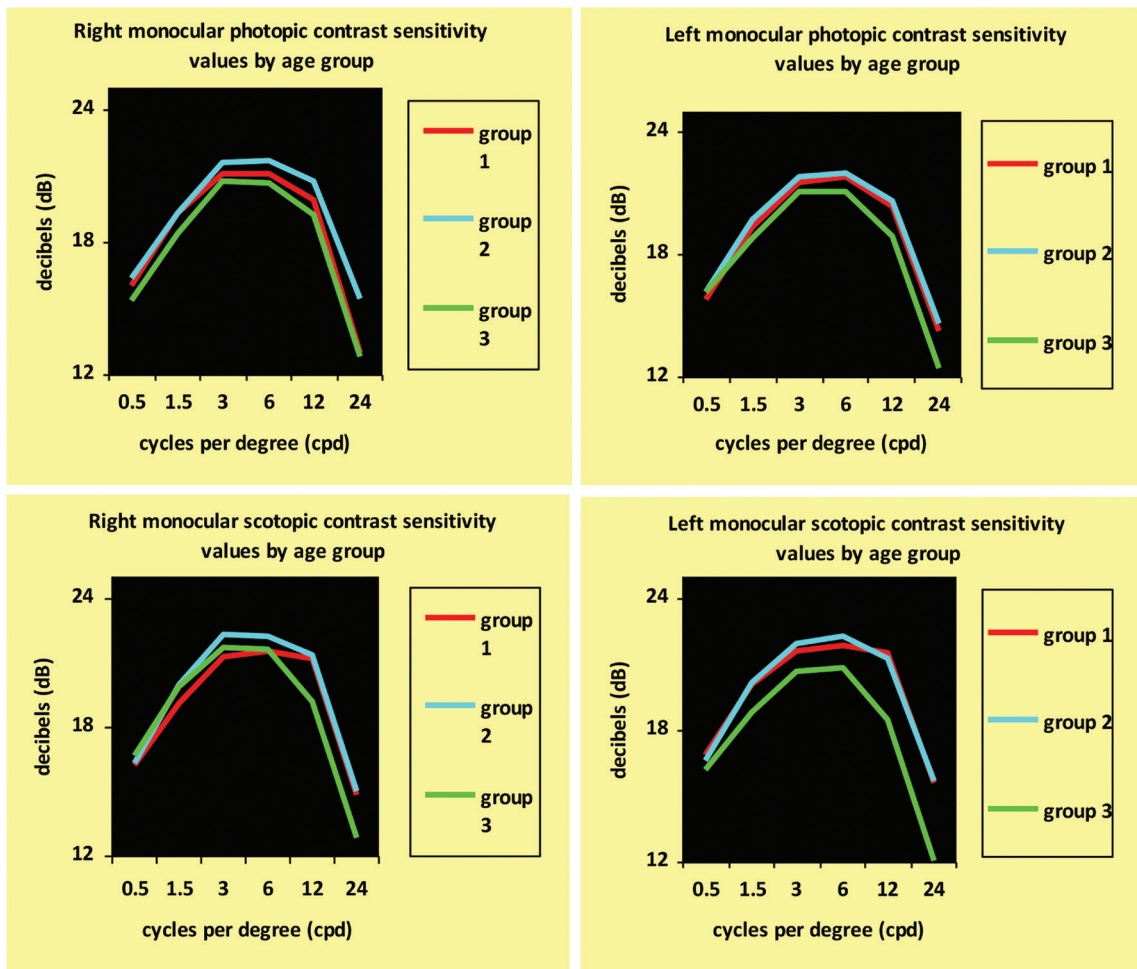 Right monocular photopic contrast sensitivity
values by age group
24
18
12
decibels (dB)
0.5 1.5 3 6 12 24
cycles per degree (cpd)
group
1
group
2
group
3
Left monocular photopic contrast sensitivity
values by age group
24
18
12
decibels (dB)
0.5 1.5 3 6 12 24
cycles per degree (cpd)
group 1
group 2
group 3
Right monocular scotopic contrast sensitivity
values by age group
24
18
12
decibels (dB)
0.5 1.5 3 6 12 24
cycles per degree (cpd)
group
1
group
2
group
3
Left monocular scotopic contrast sensitivity
values by age group
24
18
12
decibels (dB)
0.5 1.5 3 6 12 24
cycles per degree (cpd)
group 1
group 2
group 3